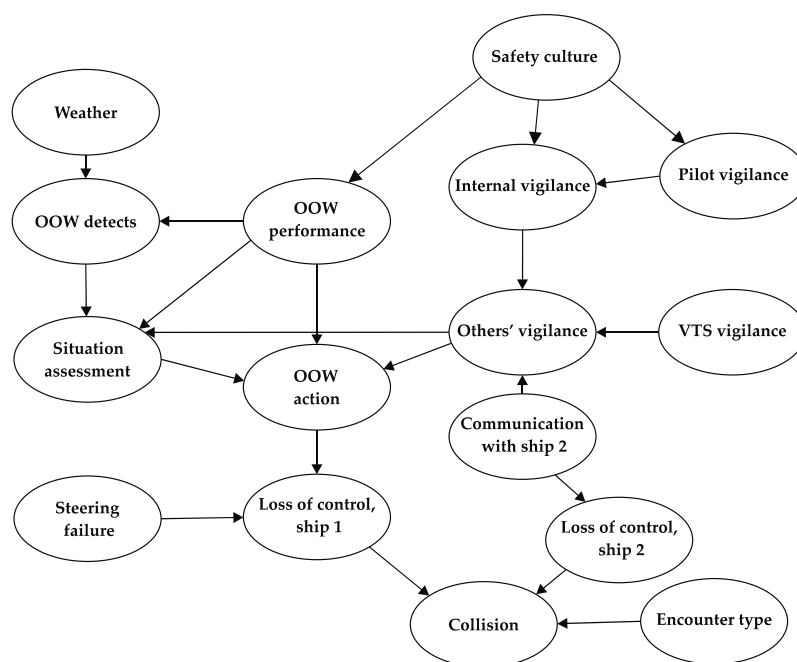 Safety culture
Weather
Internal vigilance
Pilot vigilance
OOW detects
OOW
performance
Situation
assessment
OOW
action
Others’ vigilance
VTS vigilance
Communication
with ship 2
Steering
failure
Loss of control,
ship 1
Loss of control,
ship 2
Collision
Encounter type